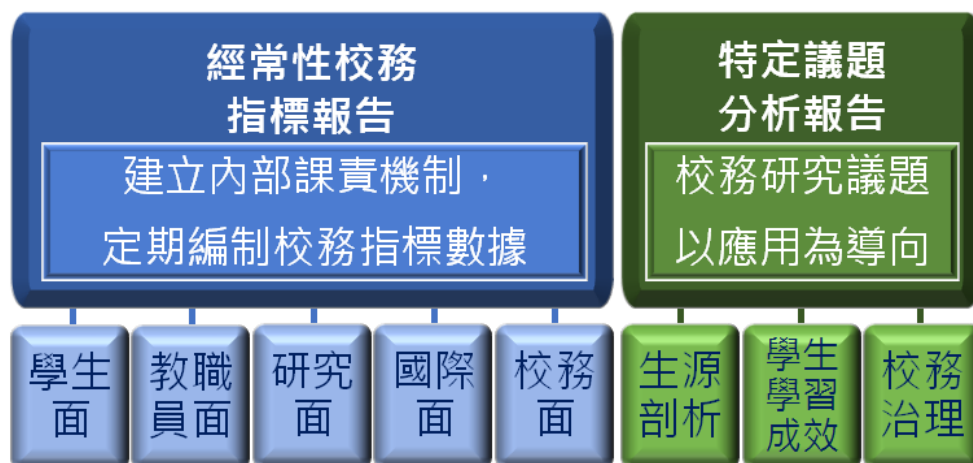 經常性校務
指標報告
建立內部課責機制，
定期編制校務指標數據
特定議題
分析報告
校務研究議題
以應用為導向
學生
面
教職
員面
研究
面
國際
面
校務
面
生源
剖析
學生
學習
成效
校務
治理